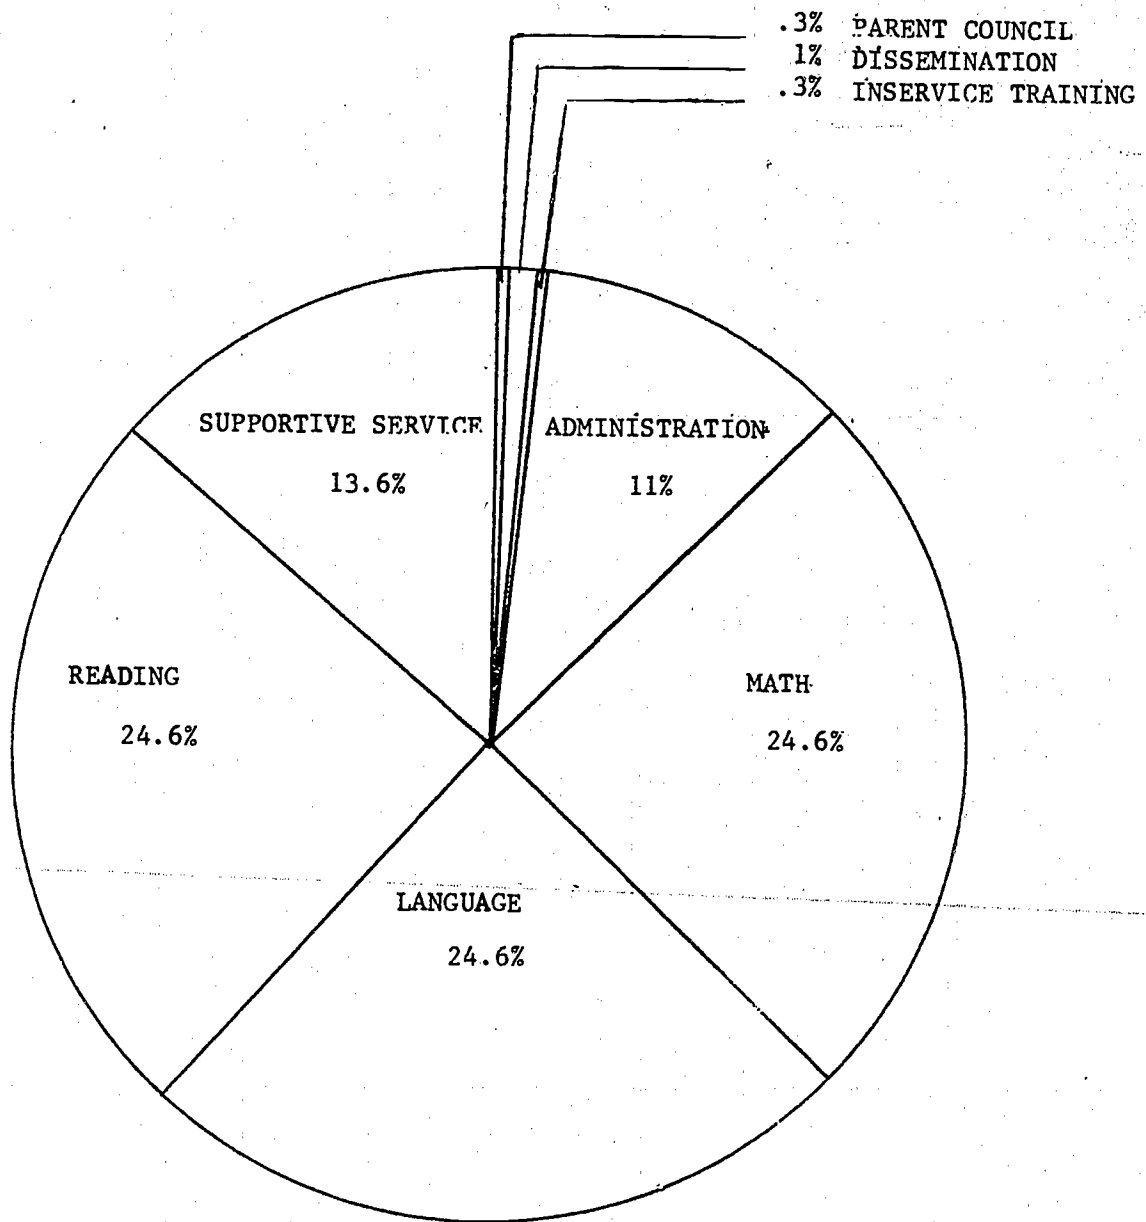 .3% PARENT COUNCIL
1% DISSEMINATION
.3% INSERVICE TRAINING
SUPPORTIVE SERVICE
ADMINISTRATION
13.6%
11%
READING
MATH
24.6%
24.6%
LANGUAGE
24.6%